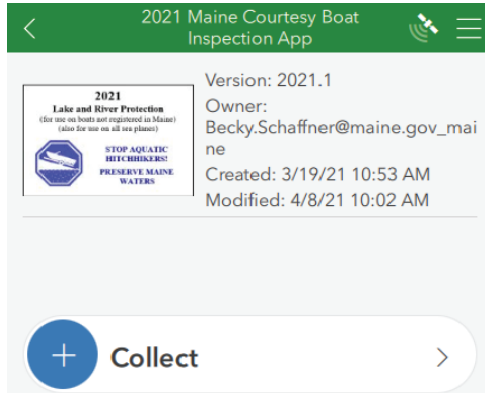 2021 Maine Courtesy Boat
Inspection App
2021
Lake and River Protection
(for use on boats not registered in Maine)
(also for use on all sea planes)
STOP AQUATIC
HITCHHIKERS!
PRESERVE MAINE
WATERS
Version: 2021.1
Owner:
Becky.Schaffner@maine.gov_mai
ne
Created: 3/19/21 10:53 AM
Modified: 4/8/21 10:02 AM
Collect